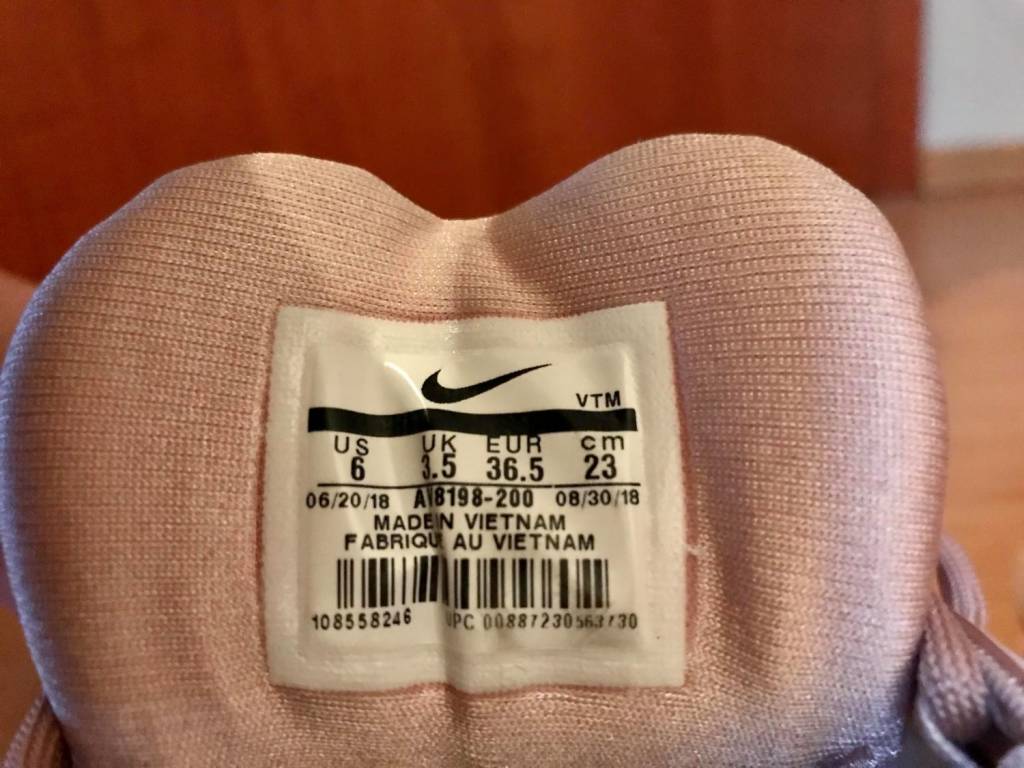 VTM
US UK EUR cm
6 3.5 36.5 23
06/20/18 08/30/18
MADE IN VIETNAM
FABRIQU AU VIETNAM
108558246 UPC